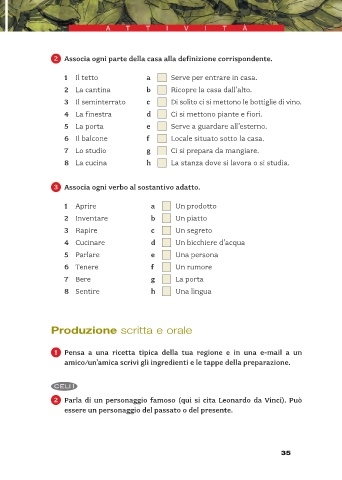 ATTIVITÀ
2 Associa ogni parte della casa alla definizione corrispondente.
1 Il tetto a Serve per entrare in casa.
2 La cantina b Ricopre la casa dall'alto.
3 Il seminterrato c Di solito ci si mettono le bottiglie di vino.
4 La finestra d Ci si mettono piante e fiori.
5 La porta e Serve a guardare all'esterno.
6 Il balcone f Locale situato sotto la casa.
7 Lo studio g Ci si prepara da mangiare.
8 La cucina h La stanza dove si lavora o si studia.
3 Associa ogni verbo al sostantivo adatto.
1 Aprire a Un prodotto
2 Inventare b Un piatto
3 Rapire c Un segreto
4 Cucinare d Un bicchiere d'acqua
5 Parlare e Una persona
6 Tenere f Un rumore
7 Bere g La porta
8 Sentire h Una lingua
Produzione scritta e orale
1 Pensa a una ricetta tipica della tua regione e in una e-mail a un
amico/un'amica scrivi gli ingredienti e le tappe della preparazione.
CELI 1
2 Parla di un personaggio famoso (qui si cita Leonardo da Vinci). Può
essere un personaggio del passato o del presente.
35